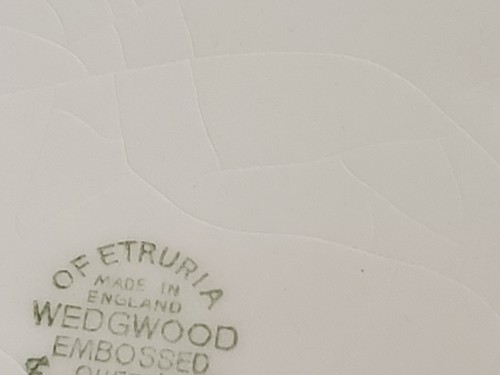 OF ETRURIA
MADE IN
ENGLAND
WEDGWOOD
EMBOSSED